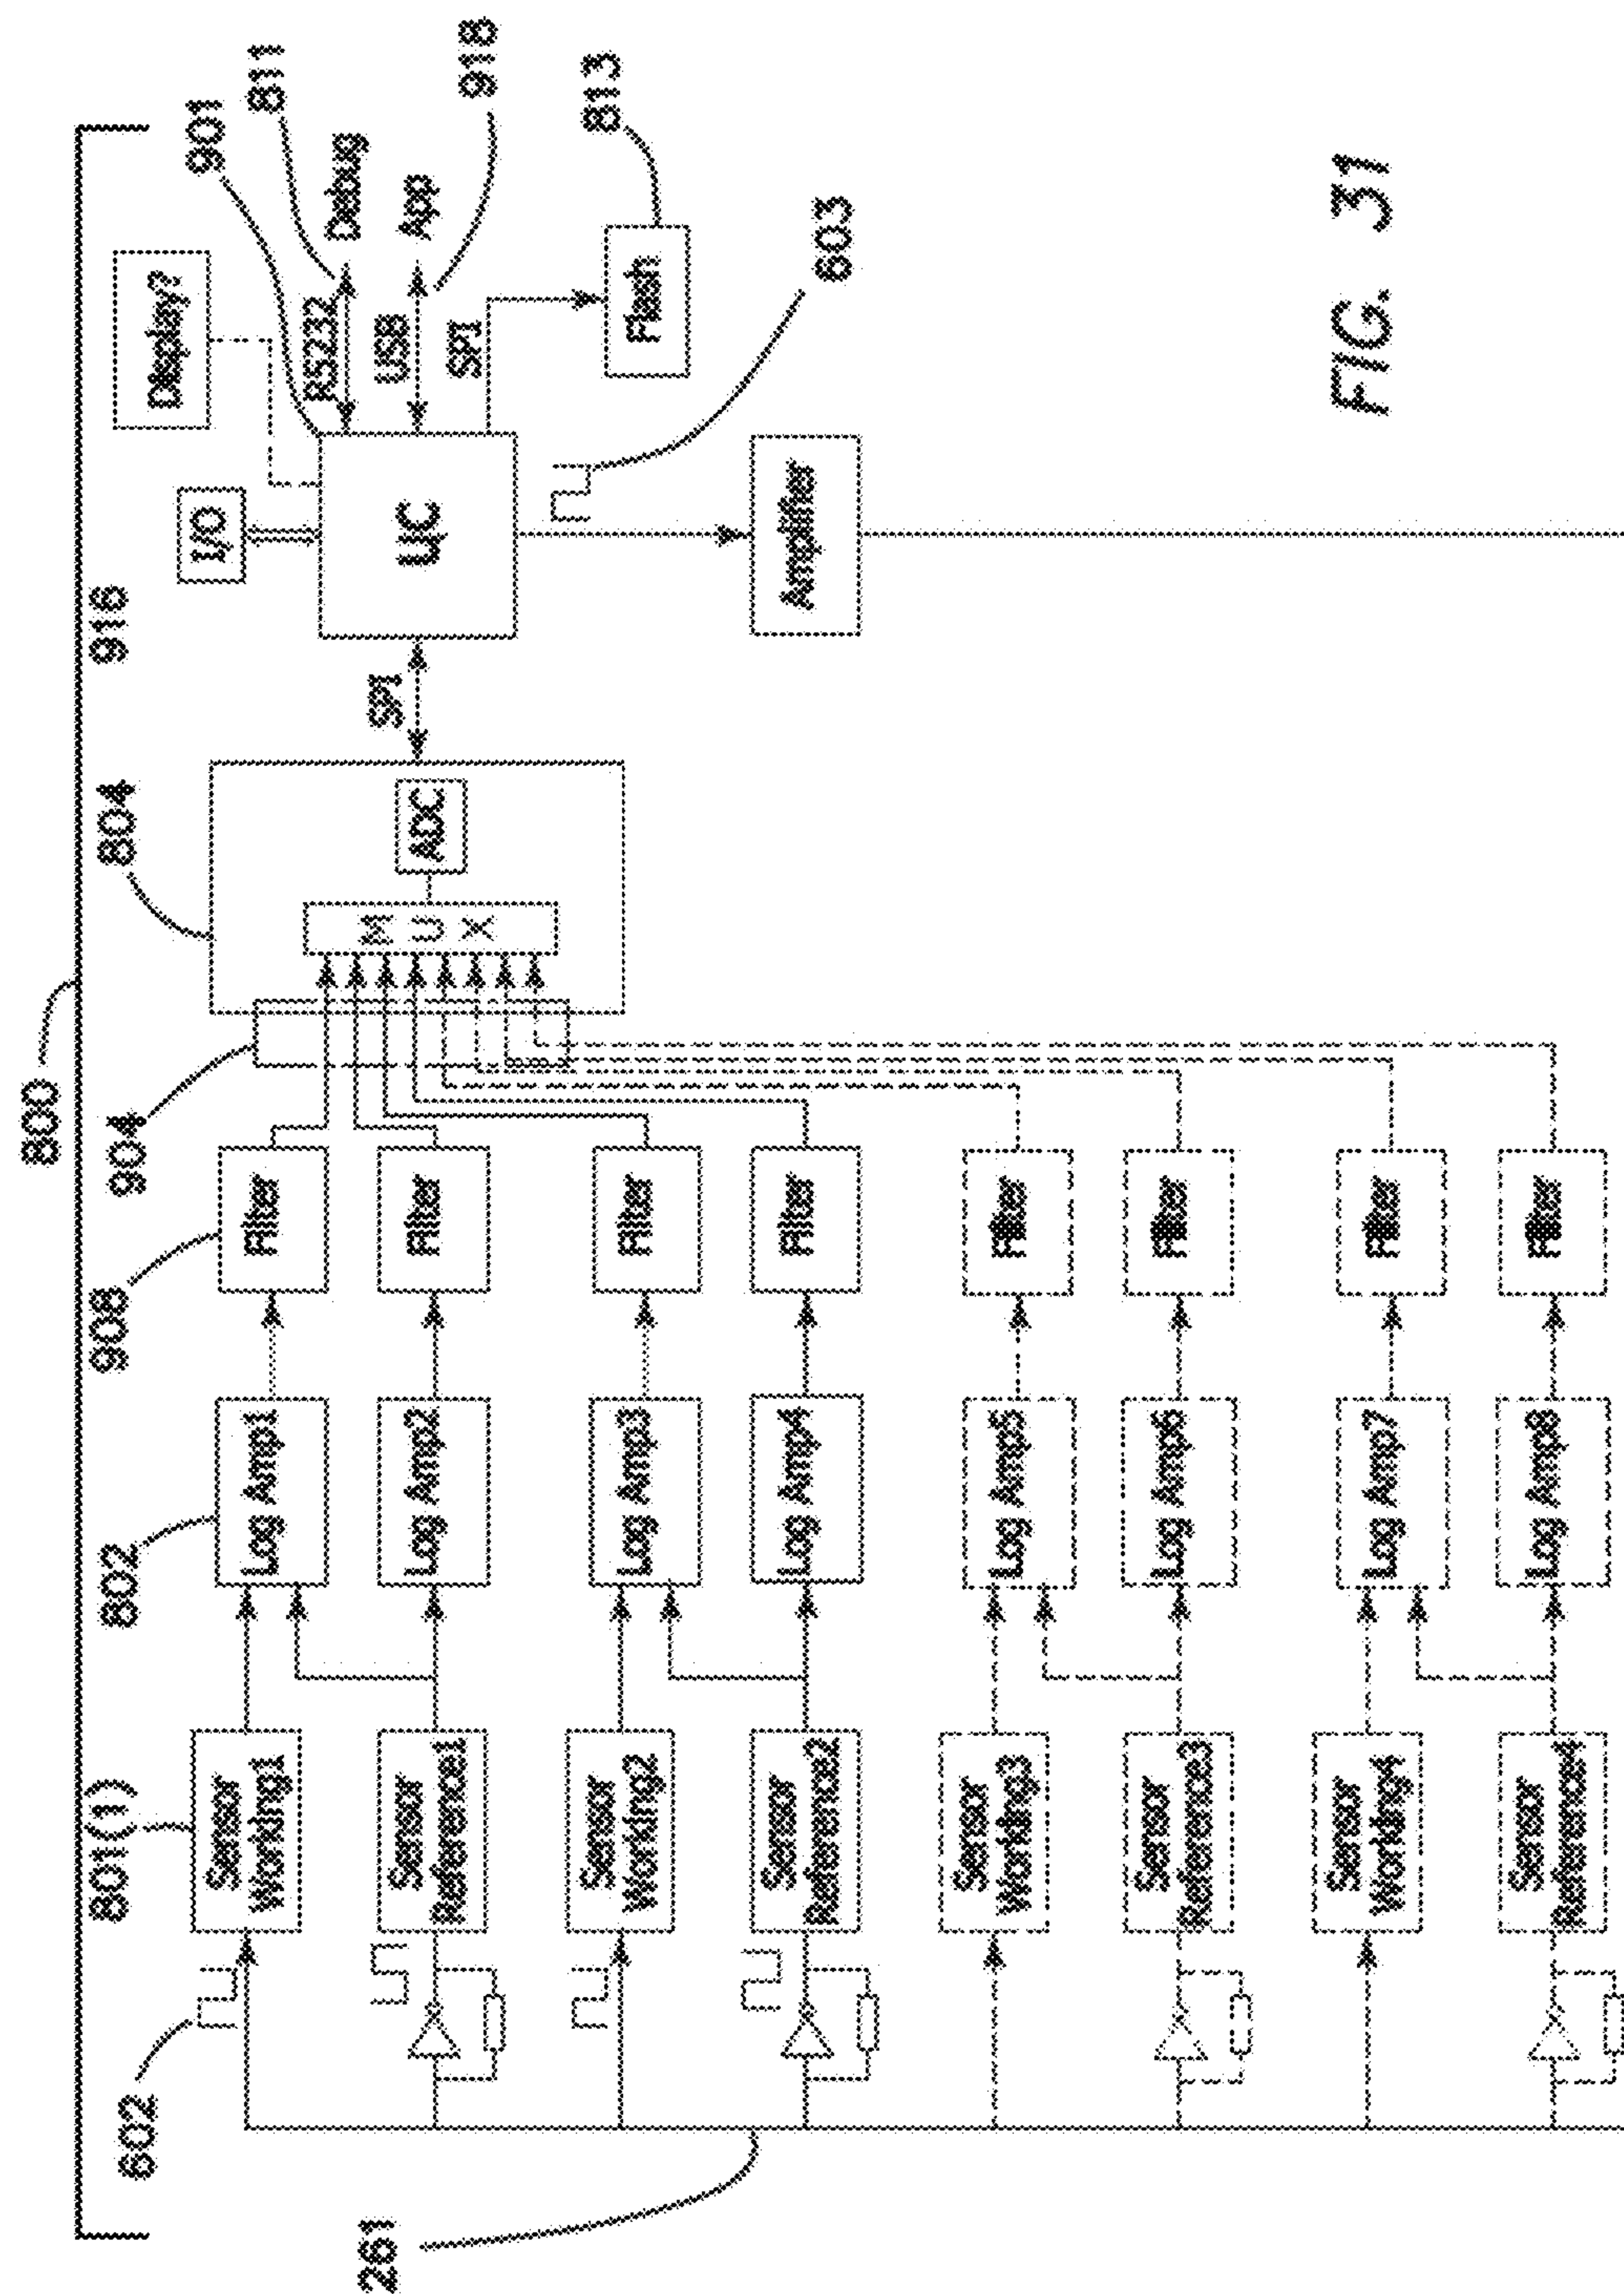 800
916
804
904
908
802
801(1)
602
261
901
811
918
813
603
Display?
I/O
RS232
Debug
USB
App
SPI
Flash
UC
SPI
Amplifier
ADC
M
U
X
Filter
Log Amp1
Sensor
Working1
Filter
Log Amp2
Sensor
Reference1
Filter
Log Amp3
Sensor
Working2
Filter
Log Amp4
Sensor
Reference2
Filter
Log Amp5
Sensor
Working3
Filter
Log Amp6
Sensor
Reference3
Filter
Log Amp7
Sensor
Working4
Filter
Log Amp8
Sensor
Reference4
FIG. 31